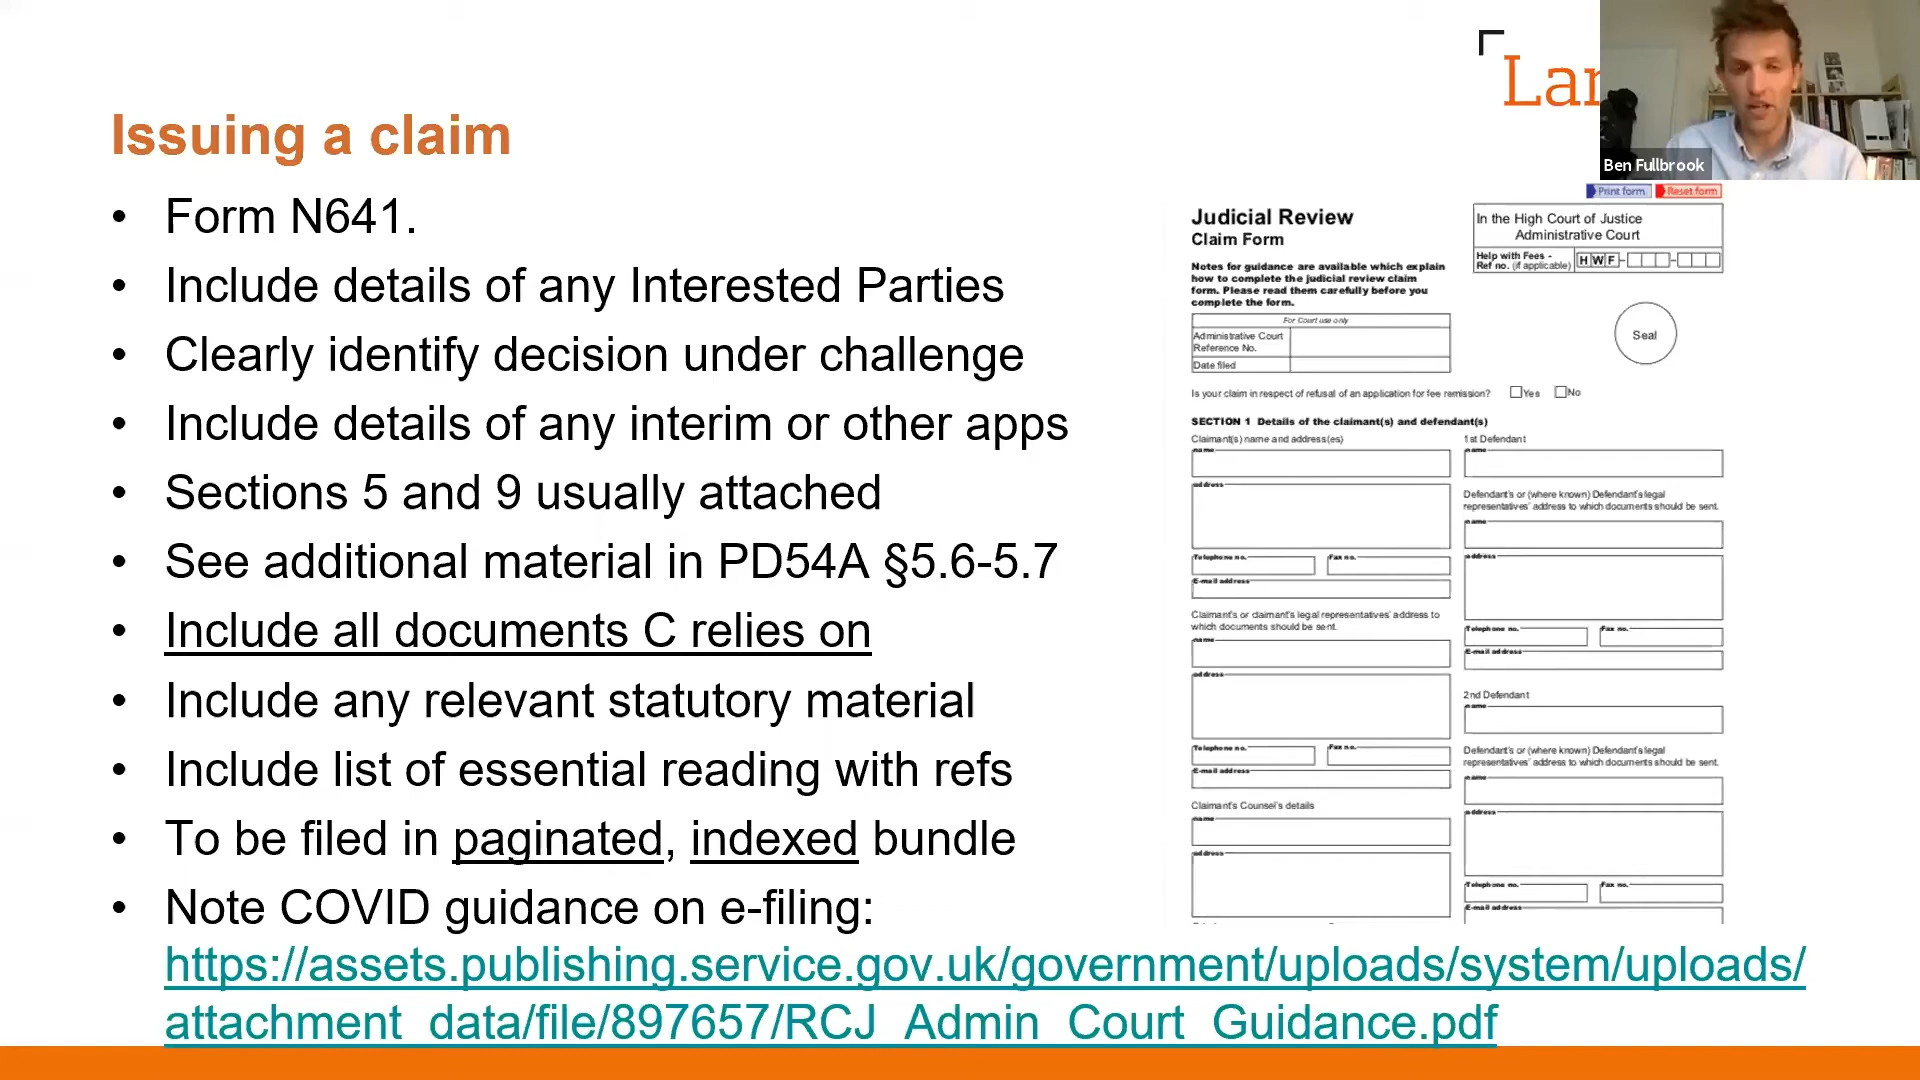 Lan
Ben Fullbrook
Issuing a claim
• Form N641.
• Include details of any Interested Parties
• Clearly identify decision under challenge
• Include details of any interim or other apps
• Sections 5 and 9 usually attached
• See additional material in PD54A §5.6-5.7
• Include all documents C relies on
• Include any relevant statutory material
• Include list of essential reading with refs
• To be filed in paginated, indexed bundle
• Note COVID guidance on e-filing:
https://assets.publishing.service.gov.uk/government/uploads/system/uploads/
attachment_data/file/897657/RCJ_Admin_Court_Guidance.pdf
Print form
Reset form
Judicial Review
Claim Form
Notes for guidance are available which explain
how to complete the judicial review claim
form. Please read them carefully before you
complete the form.
For Court use only
Administrative Court
Reference No.
Date filed
In the High Court of Justice
Administrative Court
Help with Fees -
Ref no. (if applicable)
H W F - -
Seal
Is your claim in respect of refusal of an application for fee remission? Yes No
SECTION 1 Details of the claimant(s) and defendant(s)
Claimant(s) name and address(es)
name
address
Telephone no.
Fax no.
E-mail address
Claimant's or claimant's legal representatives' address to
which documents should be sent.
name
address
Telephone no.
Fax no.
E-mail address
Claimant's Counsel's details
name
address
1st Defendant
name
Defendant's or (where known) Defendant's legal
representatives' address to which documents should be sent.
name
address
Telephone no.
Fax no.
E-mail address
2nd Defendant
name
Defendant's or (where known) Defendant's legal
representatives' address to which documents should be sent.
name
address
Telephone no.
Fax no.
E-mail address